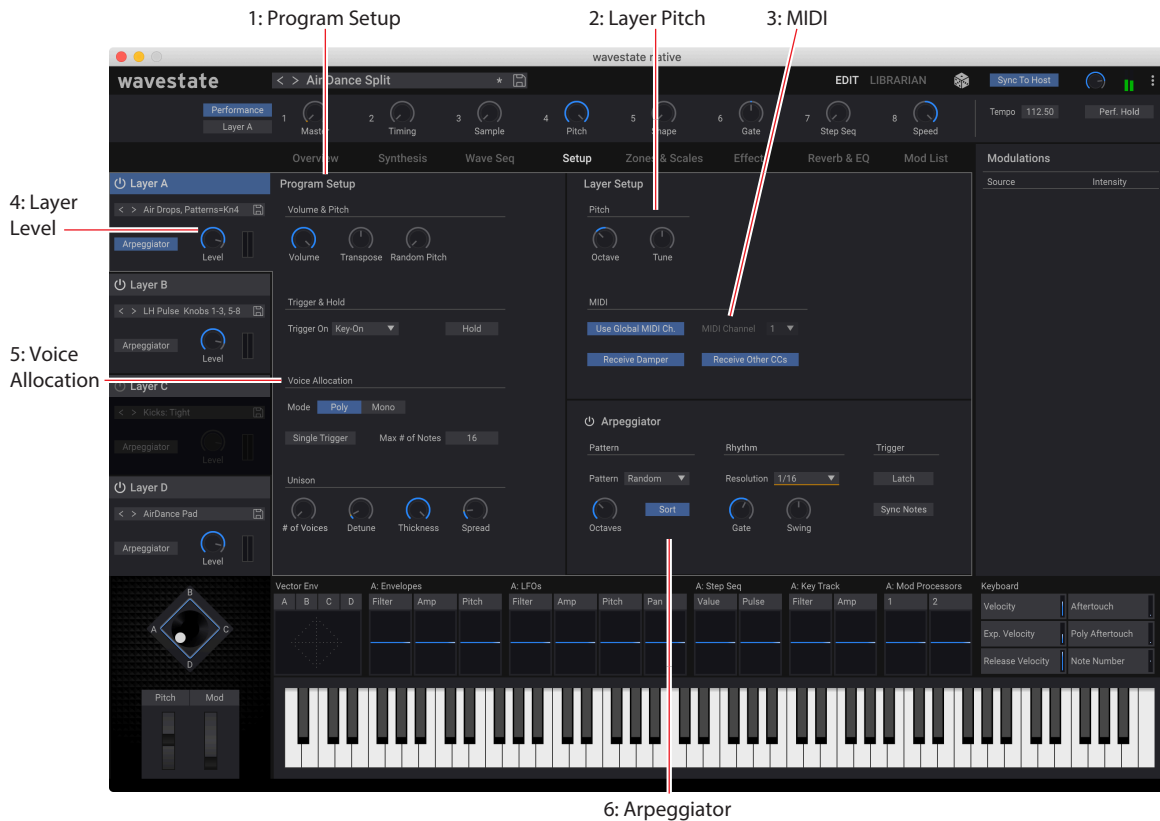 1: Program Setup
2: Layer Pitch
3: MIDI
wavestate native
wavestate
< > AirDance Split *
EDIT LIBRARIAN
Sync To Host
Performance
Layer A
1 Master
2 Timing
3 Sample
4 Pitch
5 Shape
6 Gate
7 Step Seq
8 Speed
Tempo 112.50
Perf. Hold
Overview Synthesis Wave Seq Setup Zones & Scales Effects Reverb & EQ Mod List
Modulations
Source Intensity
4: Layer
Level
Layer A
< > Air Drops, Patterns=Kn4
Arpeggiator
Level
Layer B
< > LH Pulse Knobs 1-3, 5-8
Arpeggiator
Level
5: Voice
Allocation
Layer C
< > Kicks: Tight
Arpeggiator
Level
Layer D
< > AirDance Pad
Arpeggiator
Level
Program Setup
Volume & Pitch
Volume Transpose Random Pitch
Trigger & Hold
Trigger On Key-On
Hold
Voice Allocation
Mode Poly Mono
Single Trigger Max # of Notes 16
Unison
# of Voices Detune Thickness Spread
Layer Setup
Pitch
Octave Tune
MIDI
Use Global MIDI Ch. MIDI Channel 1
Receive Damper Receive Other CCs
Arpeggiator
Pattern Rhythm Trigger
Pattern Random
Resolution 1/16
Latch
Octaves
Sort
Gate
Swing
Sync Notes
B
A
C
D
Pitch Mod
Vector Env
A B C D
A: Envelopes
Filter Amp Pitch
A: LFOs
Filter Amp Pitch Pan
A: Step Seq
Value Pulse
A: Key Track
Filter Amp
A: Mod Processors
1 2
Keyboard
Velocity Aftertouch
Exp. Velocity Poly Aftertouch
Release Velocity Note Number
6: Arpeggiator